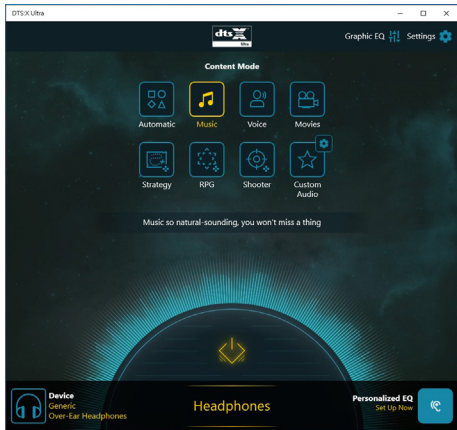 DTS:X Ultra
dts X
Ultra
Graphic EQ
Settings
Content Mode
Automatic
Music
Voice
Movies
Strategy
RPG
Shooter
Custom
Audio
Music so natural-sounding, you won't miss a thing
Device
Generic
Over-Ear Headphones
Headphones
Personalized EQ
Set Up Now